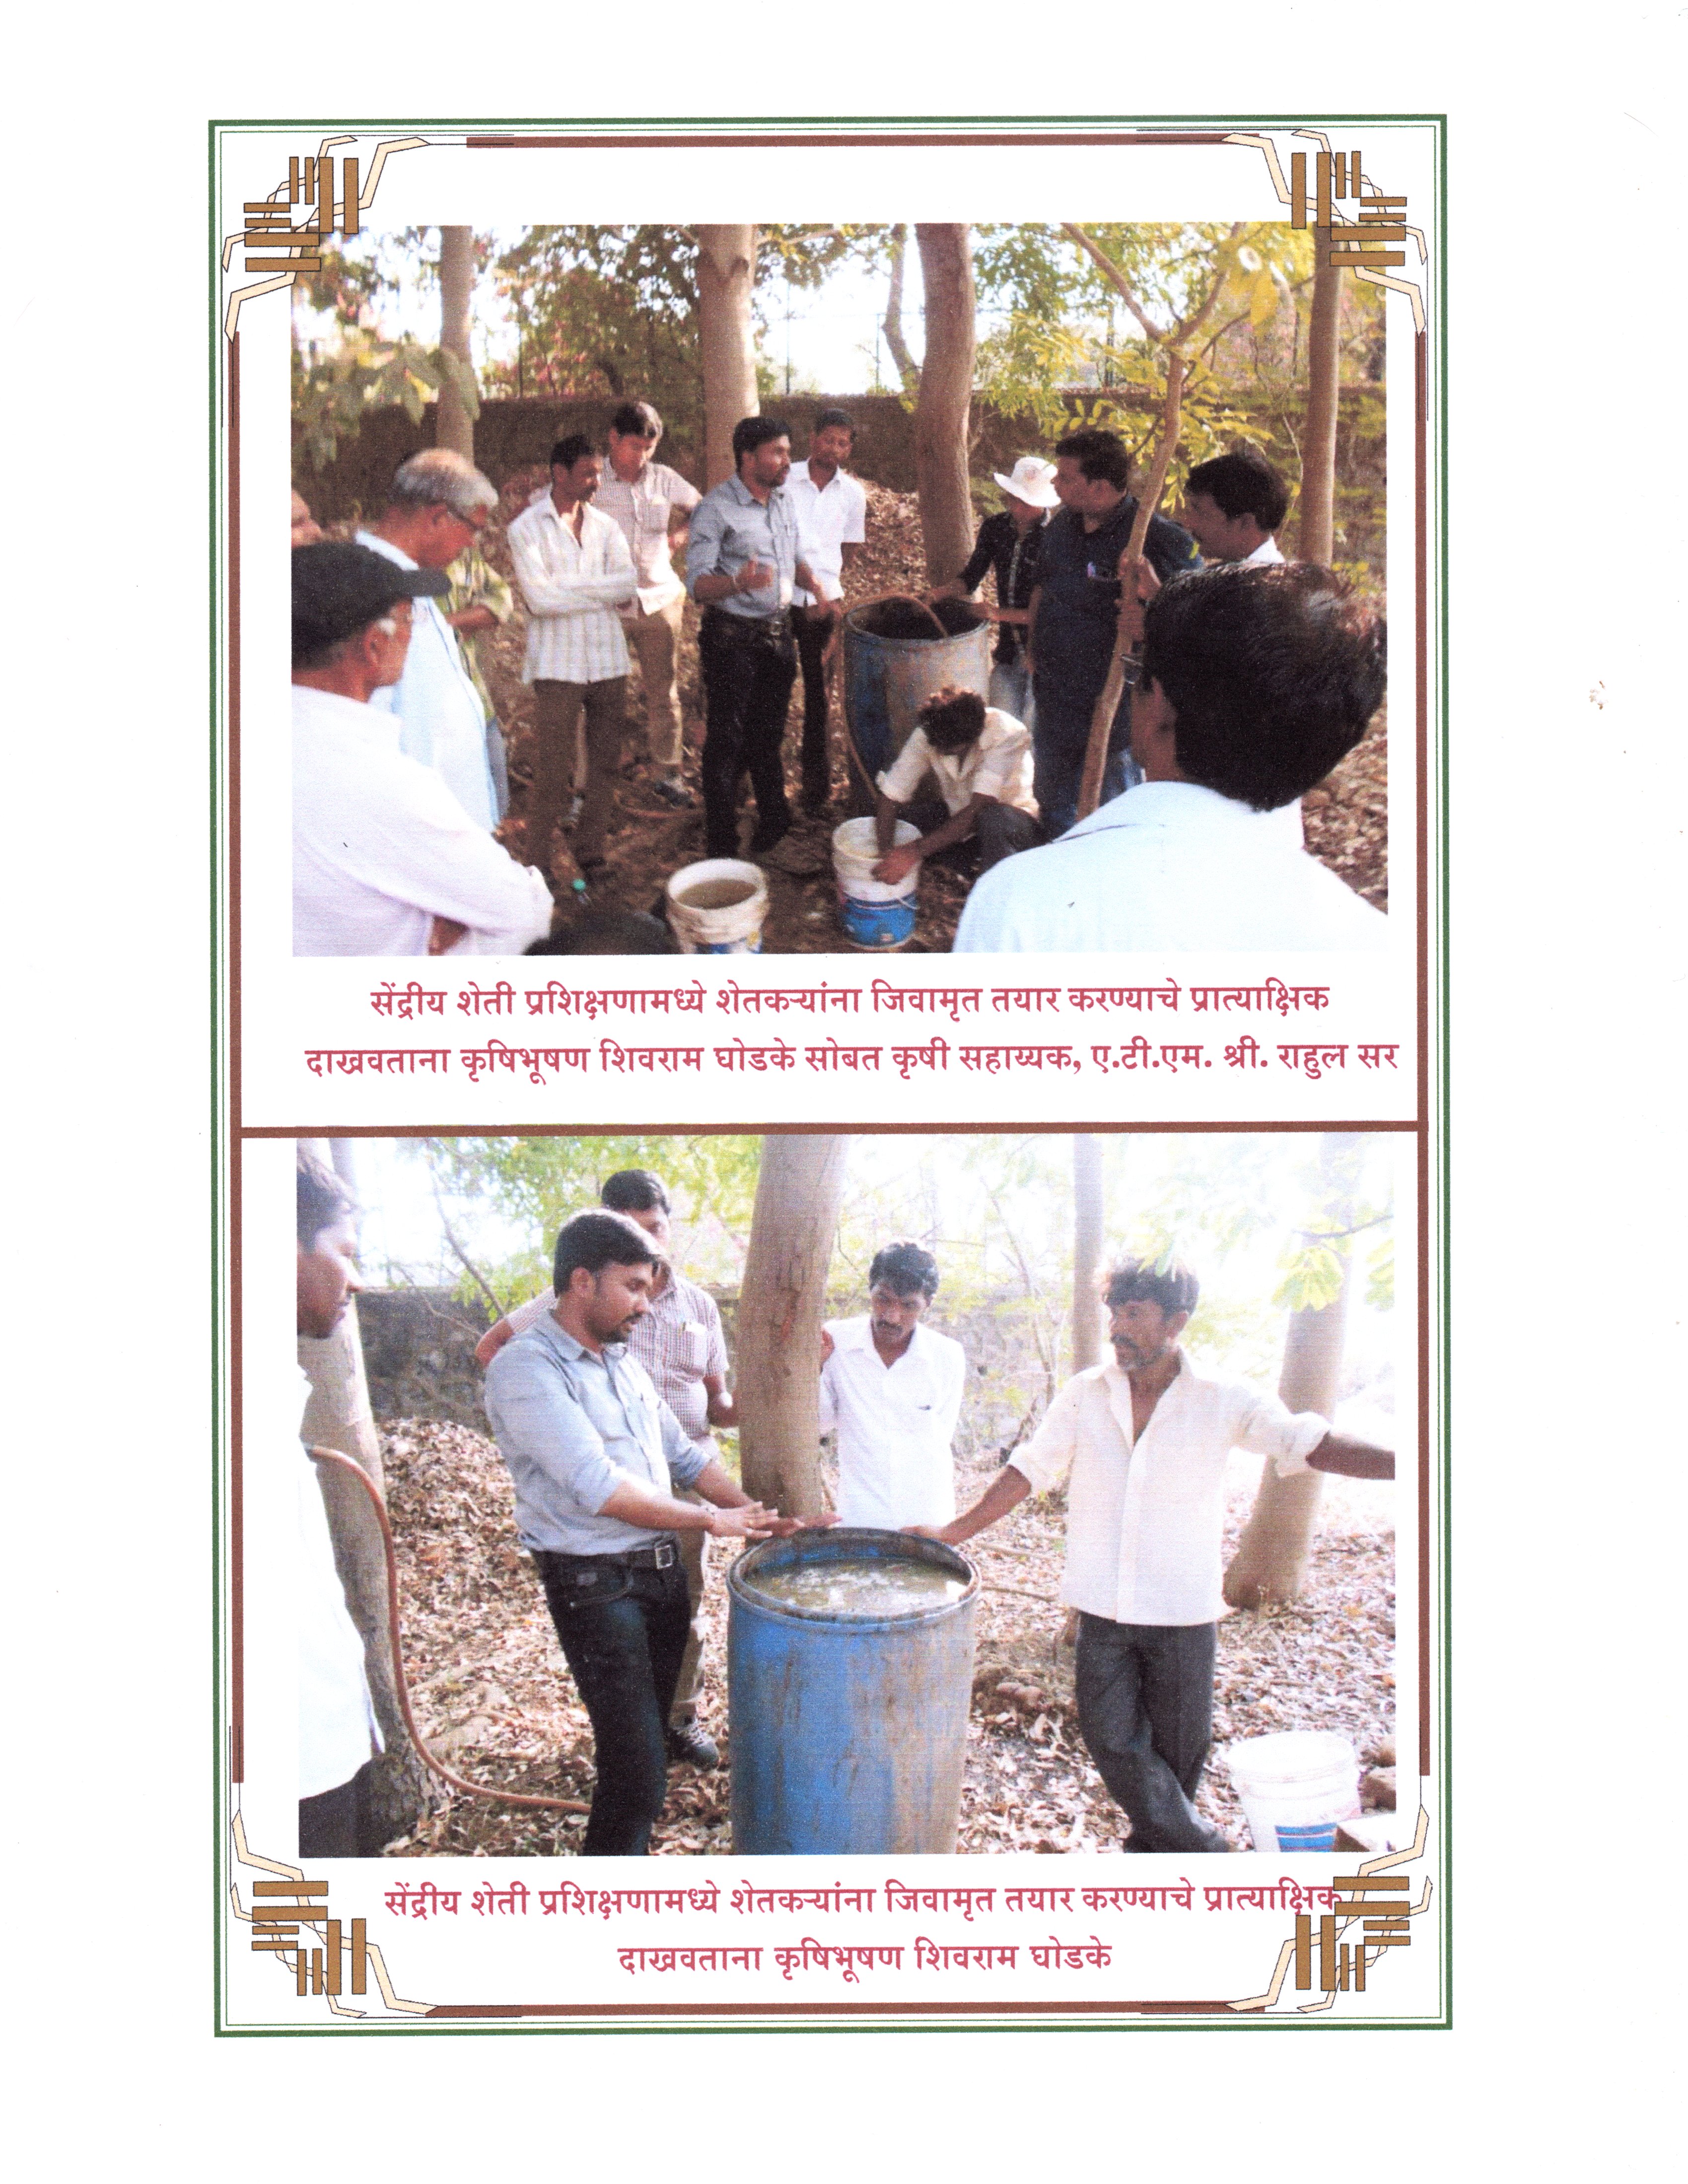 सेंद्रीय शेती प्रशिक्षणामध्ये शेतकऱ्यांना जिवामृत तयार करण्याचे प्रात्याक्षिक
दाखवताना कृषिभूषण शिवराम घोडके सोबत कृषी सहाय्यक, ए.टी.एम. श्री. राहुल सर
सेंद्रीय शेती प्रशिक्षणामध्ये शेतकऱ्यांना जिवामृत तयार करण्याचे प्रात्याक्षिक
दाखवताना कृषिभूषण शिवराम घोडके